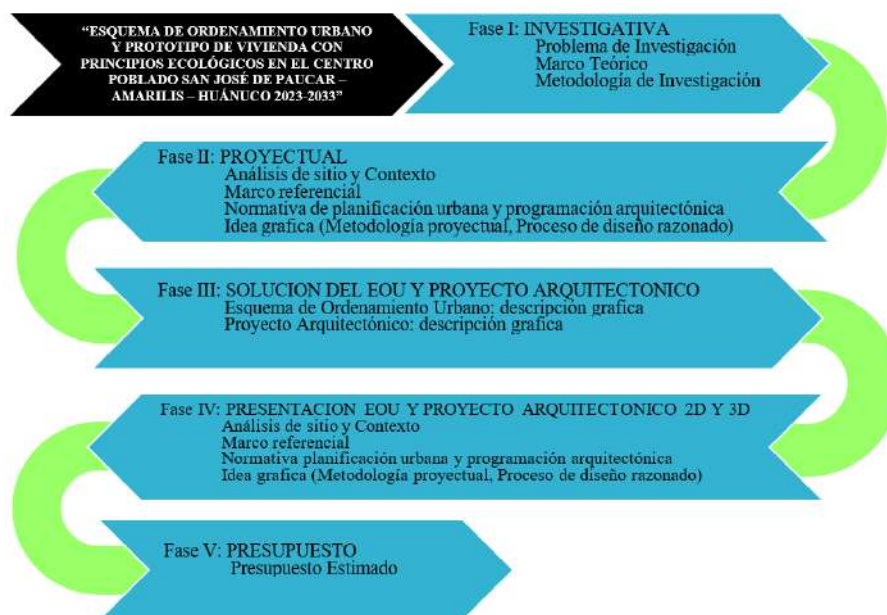 “ESQUEMA DE ORDENAMIENTO URBANO
Y PROTOTIPO DE VIVIENDA CON
PRINCIPIOS ECOLÓGICOS EN EL CENTRO
POBLADO SAN JOSÉ DE PAUCAR –
AMARILIS – HUÁNUCO 2023-2033”
Fase I: INVESTIGATIVA
Problema de Investigación
Marco Teórico
Metodología de Investigación
Fase II: PROYECTUAL
Análisis de sitio y Contexto
Marco referencial
Normativa de planificación urbana y programación arquitectónica
Idea grafica (Metodología proyectual, Proceso de diseño razonado)
Fase III: SOLUCION DEL EOU Y PROYECTO ARQUITECTONICO
Esquema de Ordenamiento Urbano: descripción grafica
Proyecto Arquitectónico: descripción grafica
Fase IV: PRESENTACION EOU Y PROYECTO ARQUITECTONICO 2D Y 3D
Análisis de sitio y Contexto
Marco referencial
Normativa planificación urbana y programación arquitectónica
Idea grafica (Metodología proyectual, Proceso de diseño razonado)
Fase V: PRESUPUESTO
Presupuesto Estimado